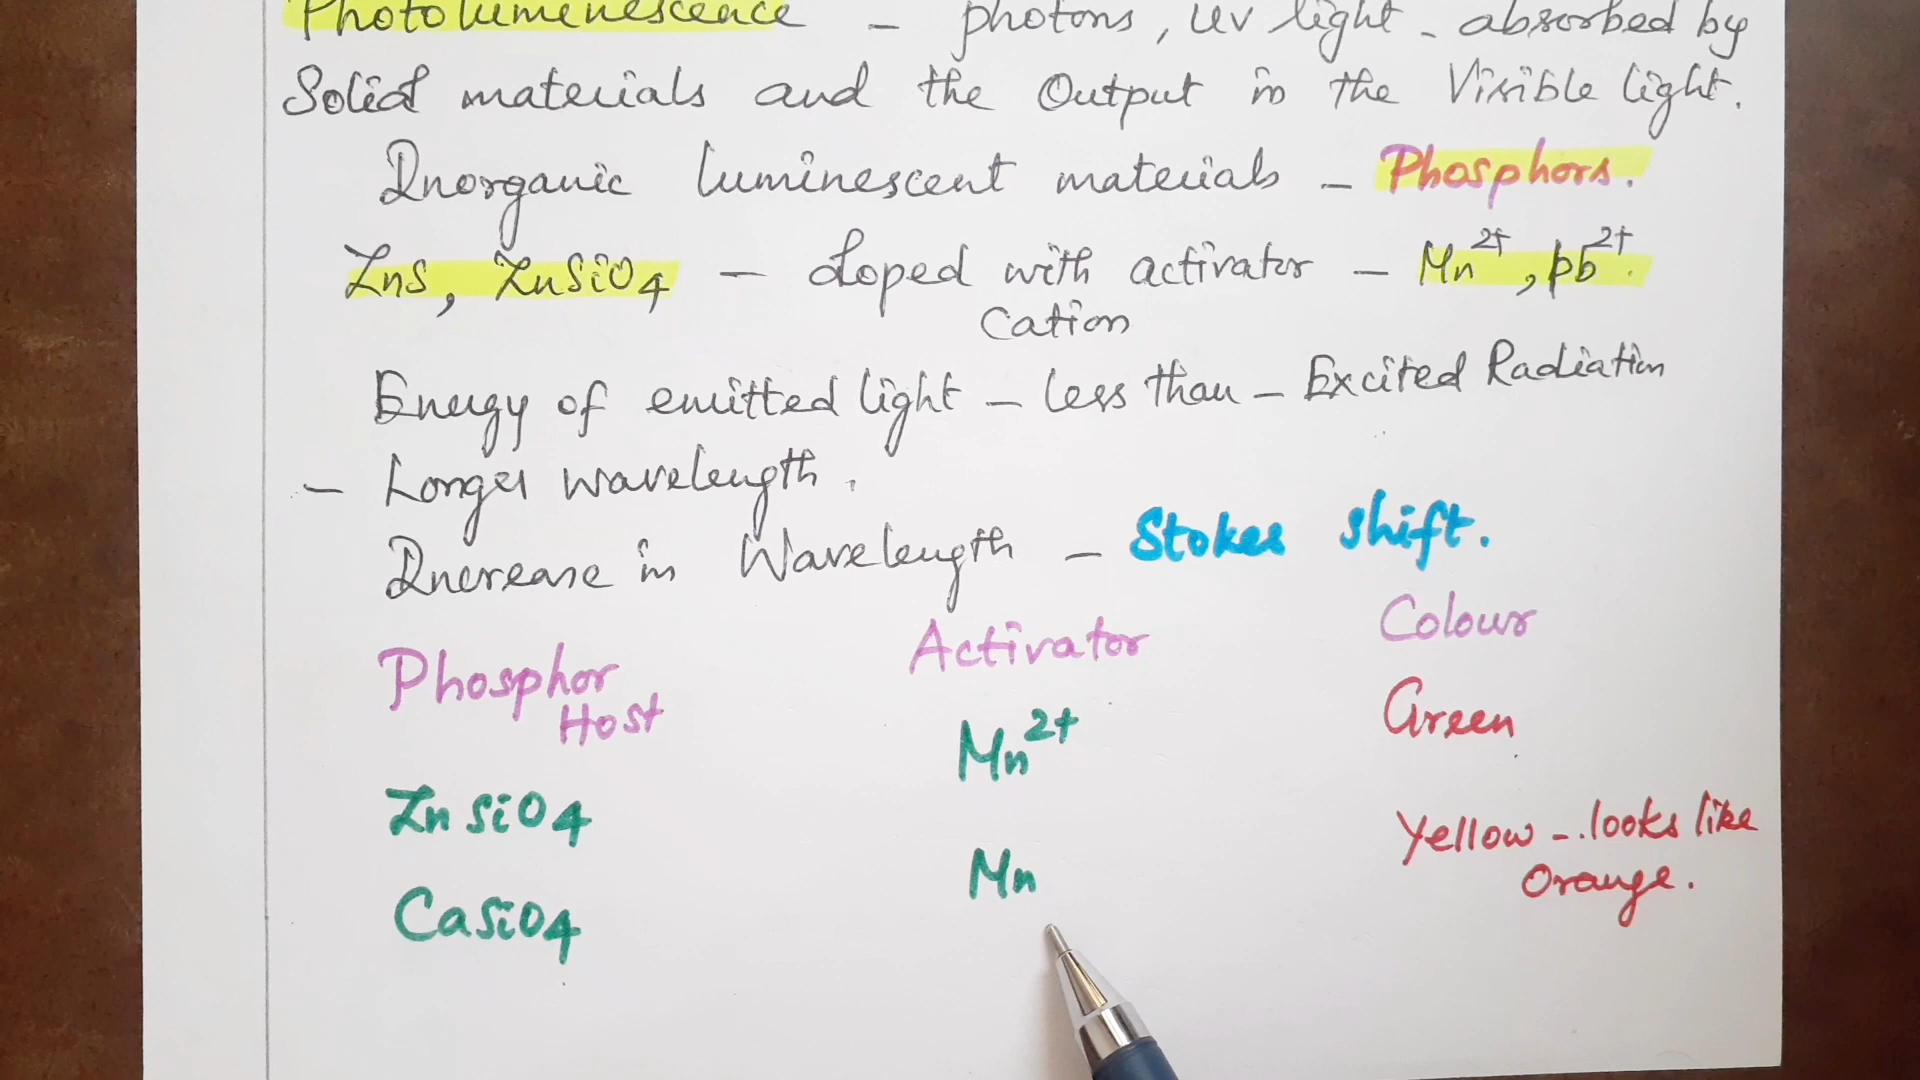 Photoluminescence – photons, UV light - absorbed by
Solid materials and the Output in the Visible light.
Inorganic luminescent materials – Phosphors.
ZnS, ZnSiO4 – doped with activator – Mn2+, pb2+.
Cation
Energy of emitted light – less than – Excited Radiation
– Longer wavelength.
Increase in Wavelength – Stokes shift.
Phosphor Host Activator Colour
ZnSiO4 Mn2+ Green
CaSiO4 Mn Yellow – looks like
Orange.